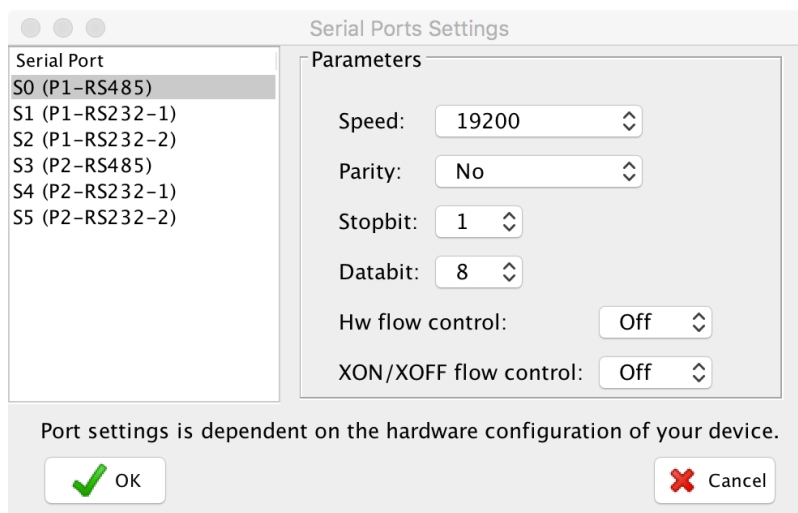 Serial Ports Settings
Serial Port
S0 (P1-RS485)
S1 (P1-RS232-1)
S2 (P1-RS232-2)
S3 (P2-RS485)
S4 (P2-RS232-1)
S5 (P2-RS232-2)
Parameters
Speed: 19200
Parity: No
Stopbit: 1
Databit: 8
Hw flow control: Off
XON/XOFF flow control: Off
Port settings is dependent on the hardware configuration of your device.
OK Cancel